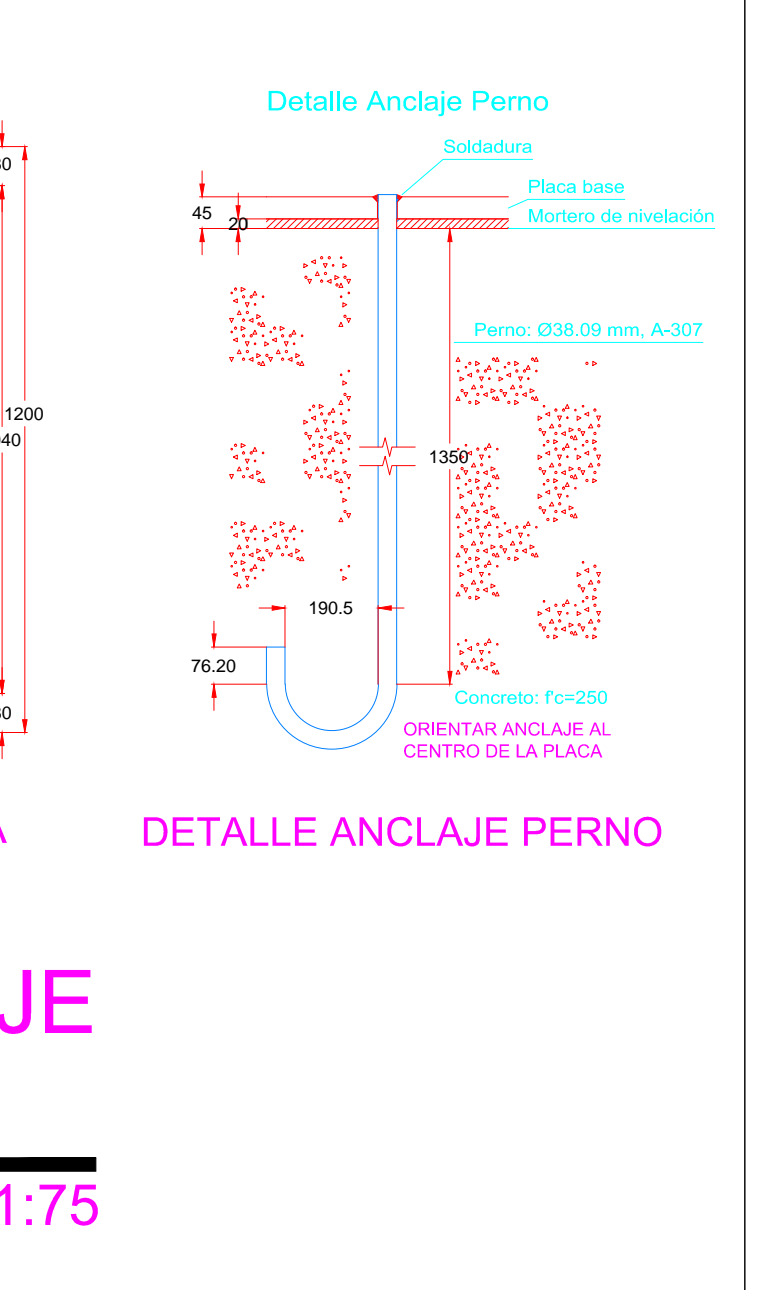 Detalle Anclaje Perno
Soldadura
Placa base
Mortero de nivelación
45
20
Perno: Ø38.09 mm, A-307
1200
1350
190.5
76.20
Concreto: f'c=250
ORIENTAR ANCLAJE AL
CENTRO DE LA PLACA
DETALLE ANCLAJE PERNO
JE
1:75